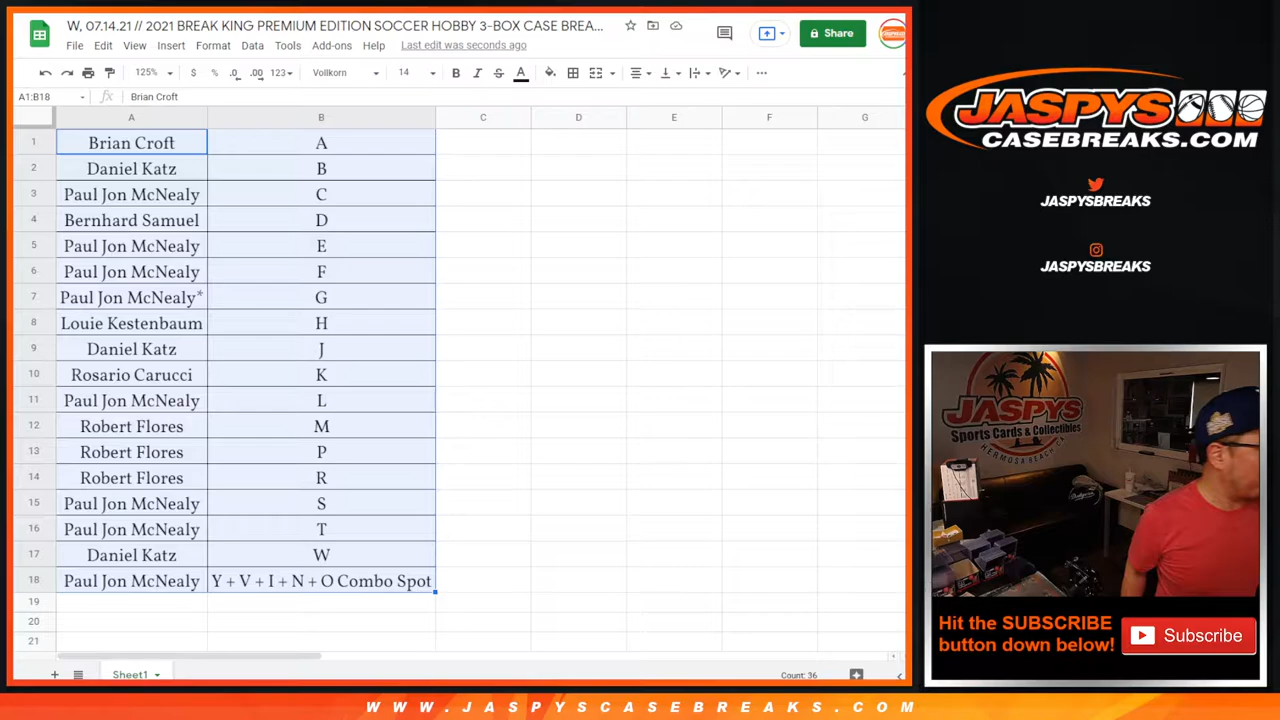 W, 07.14.21 // 2021 BREAK KING PREMIUM EDITION SOCCER HOBBY 3-BOX CASE BREA...
Share
File Edit View Insert Format Data Tools Add-ons Help Last edit was seconds ago
125% $ % .0 .00 123 Vollkorn 14 B I S A
A1:B18 fx Brian Croft
A B C D E F G
1 Brian Croft A
2 Daniel Katz B
3 Paul Jon McNealy C
4 Bernhard Samuel D
5 Paul Jon McNealy E
6 Paul Jon McNealy F
7 Paul Jon McNealy* G
8 Louie Kestenbaum H
9 Daniel Katz J
10 Rosario Carucci K
11 Paul Jon McNealy L
12 Robert Flores M
13 Robert Flores P
14 Robert Flores R
15 Paul Jon McNealy S
16 Paul Jon McNealy T
17 Daniel Katz W
18 Paul Jon McNealy Y + V + I + N + O Combo Spot
19
20
21
Sheet1
Count: 36
JASPYS
CASEBREAKS.COM
JASPYSBREAKS
JASPYSBREAKS
JASPYS
Sports Cards & Collectibles
HERMOSA BEACH, CA
Hit the SUBSCRIBE
button down below!
Subscribe
WWW.JASPYSCASEBREAKS.COM